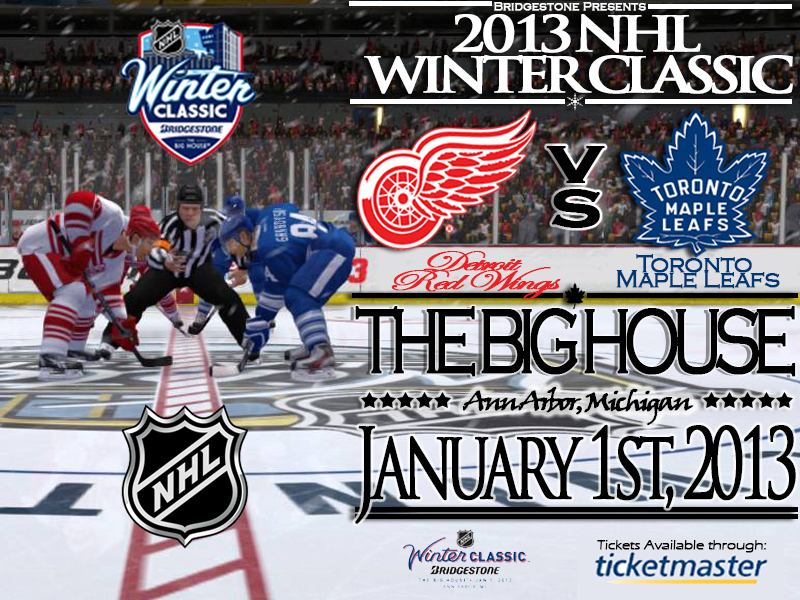 Bridgestone Presents
2013 NHL
Winter Classic
NHL
Winter
CLASSIC
BRIDGESTONE
THE
BIG HOUSE
VS
TORONTO
MAPLE
LEAFS
Detroit
Red Wings
Toronto
Maple Leafs
The Big House
Ann Arbor, Michigan
January 1st, 2013
NHL
Winter CLASSIC
BRIDGESTONE
Tickets Available through:
ticketmaster